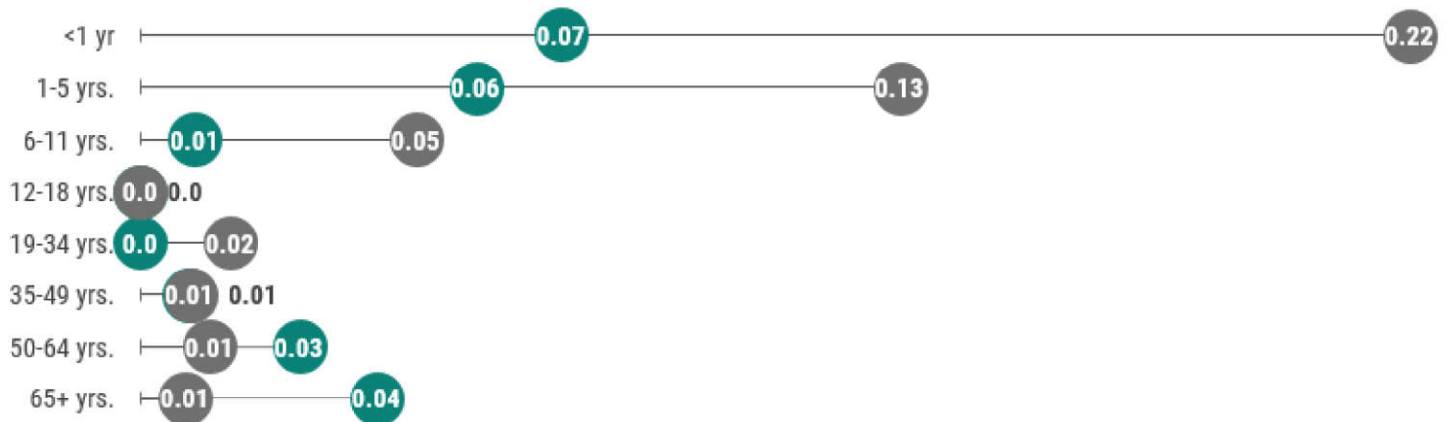 <1 yr 0.07 0.22
1-5 yrs. 0.06 0.13
6-11 yrs. 0.01 0.05
12-18 yrs. 0.0 0.0
19-34 yrs. 0.0 0.02
35-49 yrs. 0.01 0.01
50-64 yrs. 0.01 0.03
65+ yrs. 0.01 0.04